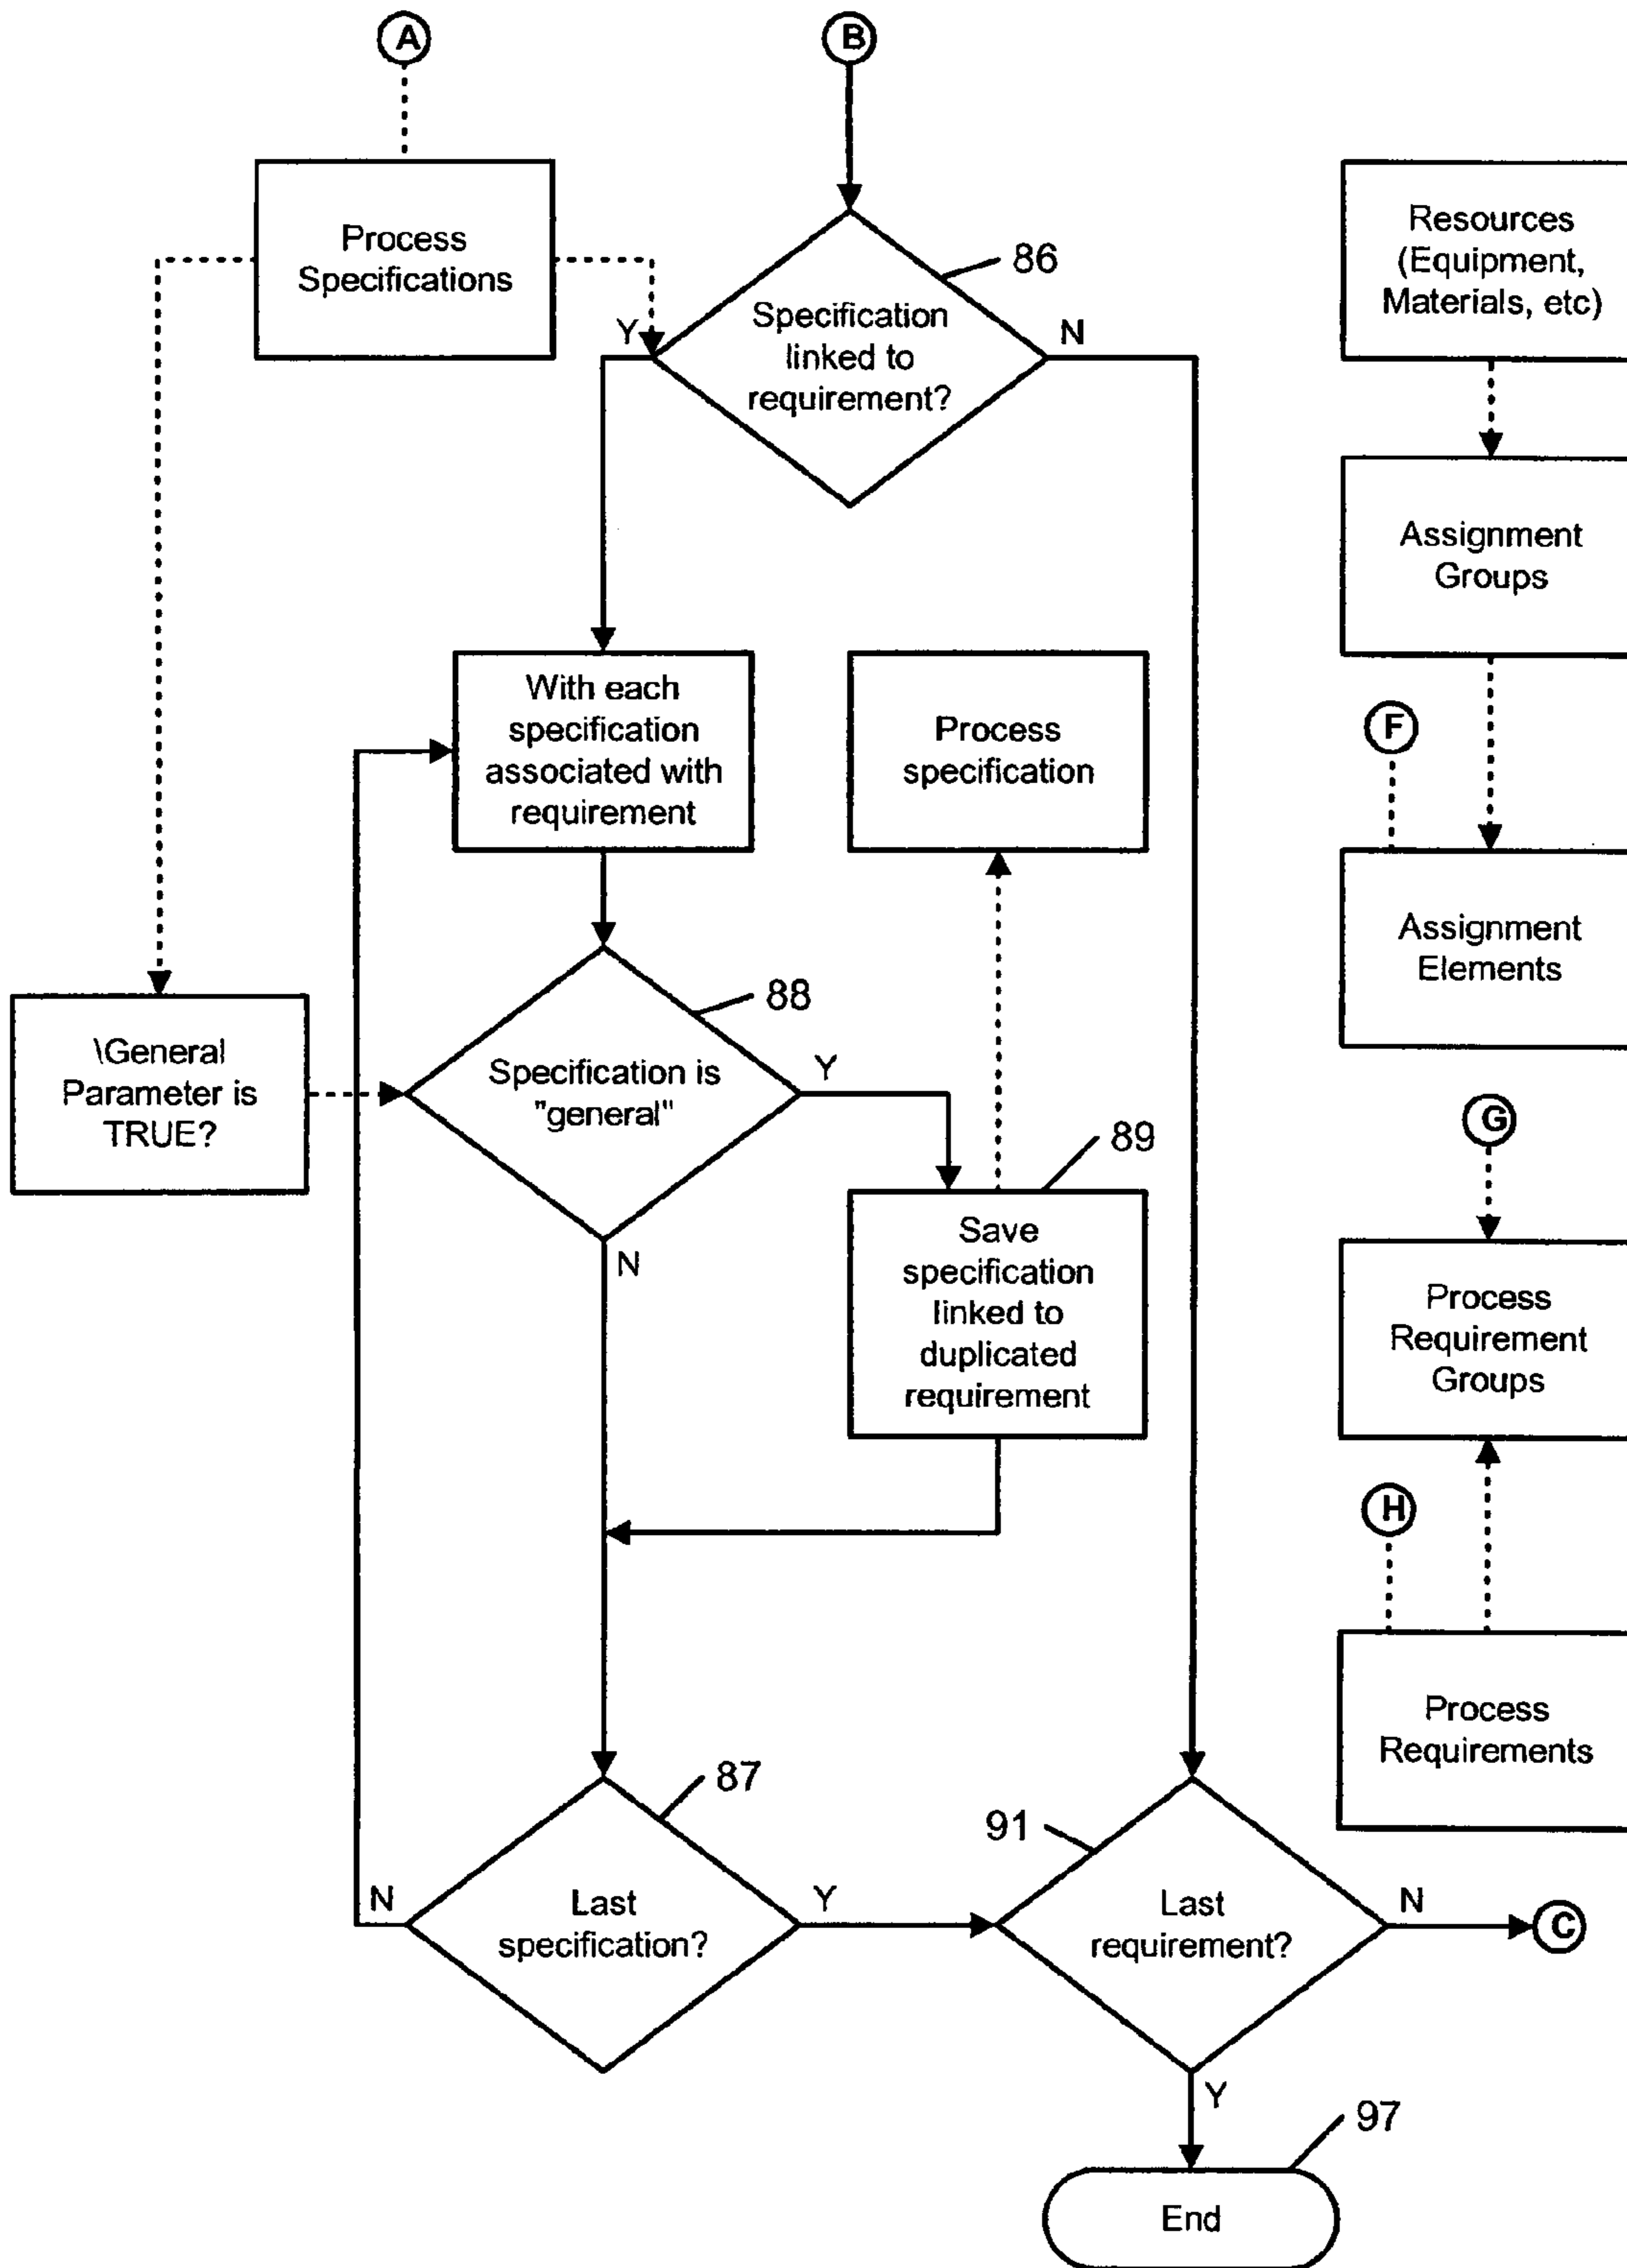 A
B
Process
Specifications
86
Specification
linked to
requirement?
Y
N
Resources
(Equipment,
Materials, etc)
Assignment
Groups
With each
specification
associated with
requirement
Process
specification
F
Assignment
Elements
88
\General
Parameter is
TRUE?
Specification is
"general"
Y
N
89
Save
specification
linked to
duplicated
requirement
G
Process
Requirement
Groups
H
Process
Requirements
87
Last
specification?
N
Y
91
Last
requirement?
N
C
Y
97
End